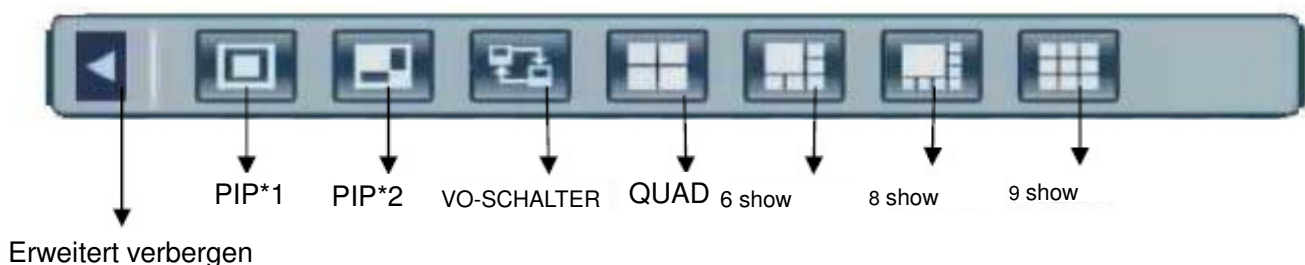 PIP*1 PIP*2 VO-SCHALTER QUAD 6 show 8 show 9 show
Erweitert verbergen